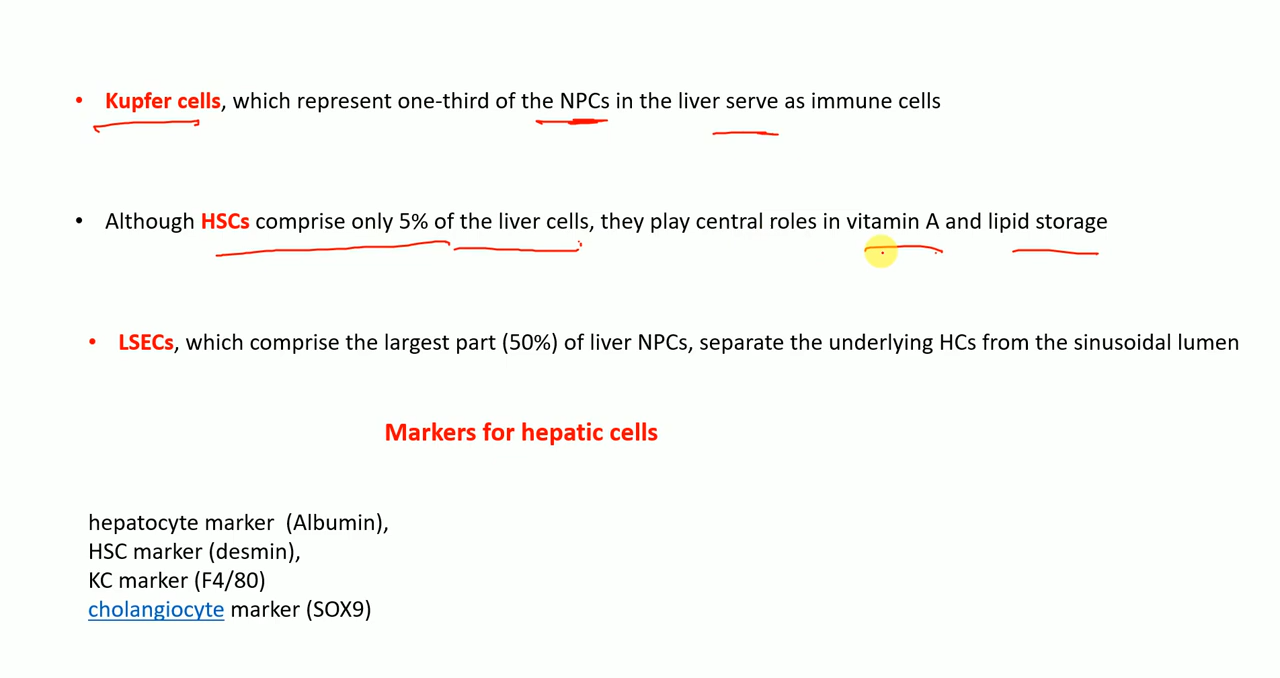 • Kupfer cells, which represent one-third of the NPCs in the liver serve as immune cells
• Although HSCs comprise only 5% of the liver cells, they play central roles in vitamin A and lipid storage
• LSECs, which comprise the largest part (50%) of liver NPCs, separate the underlying HCs from the sinusoidal lumen
Markers for hepatic cells
hepatocyte marker  (Albumin),
HSC marker (desmin),
KC marker (F4/80)
cholangiocyte marker (SOX9)